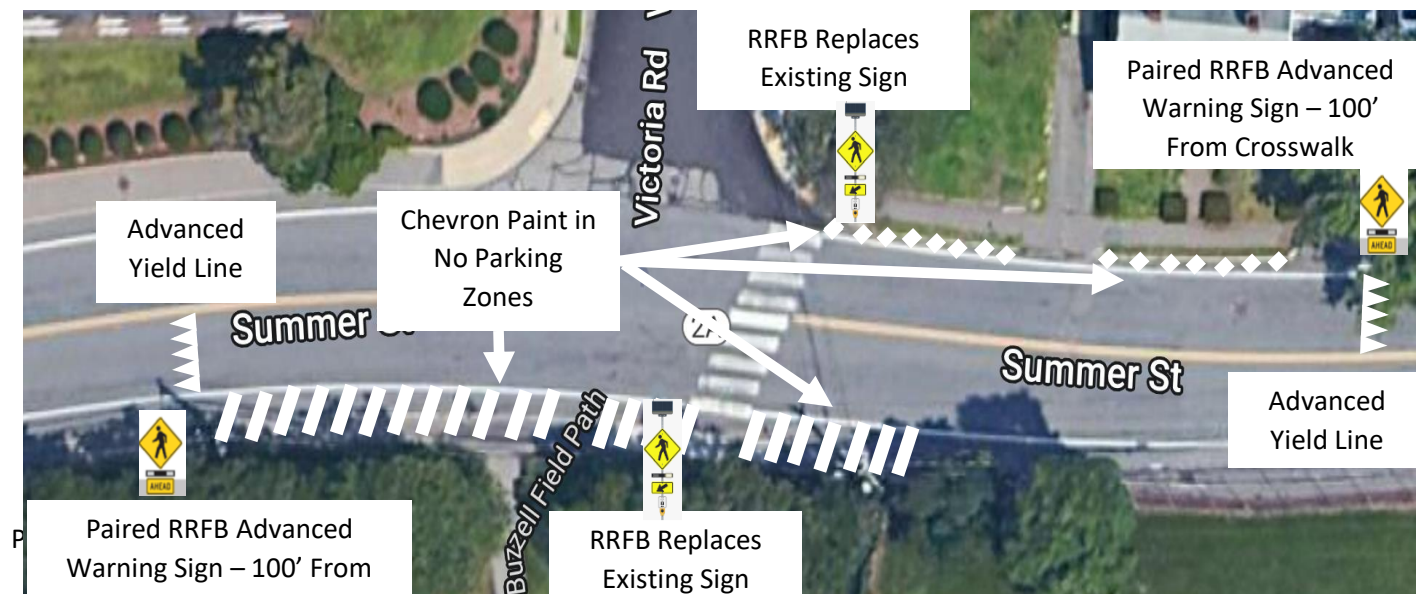 RRFB Replaces
Existing Sign
Paired RRFB Advanced
Warning Sign – 100’
From Crosswalk
Victoria Rd
Advanced
Yield Line
Chevron Paint in
No Parking
Zones
AHEAD
Summer St
2A
Summer St
Advanced
Yield Line
AHEAD
Buzzell Field Path
P
Paired RRFB Advanced
Warning Sign – 100’ From
RRFB Replaces
Existing Sign